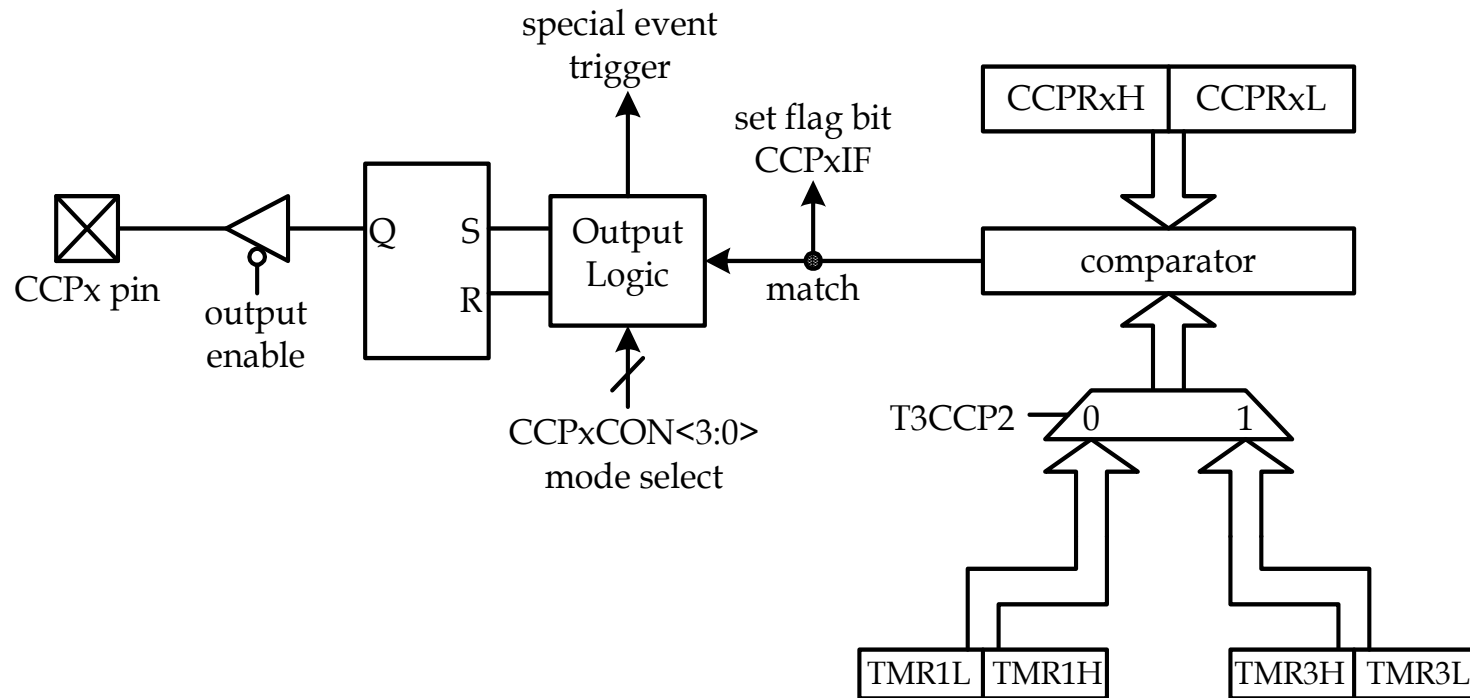 special event
trigger
set flag bit
CCPxIF
CCPRxH
CCPRxL
CCPx pin
output
enable
Q
S
R
Output
Logic
match
comparator
CCPxCON<3:0>
mode select
T3CCP2
0
1
TMR1L
TMR1H
TMR3H
TMR3L